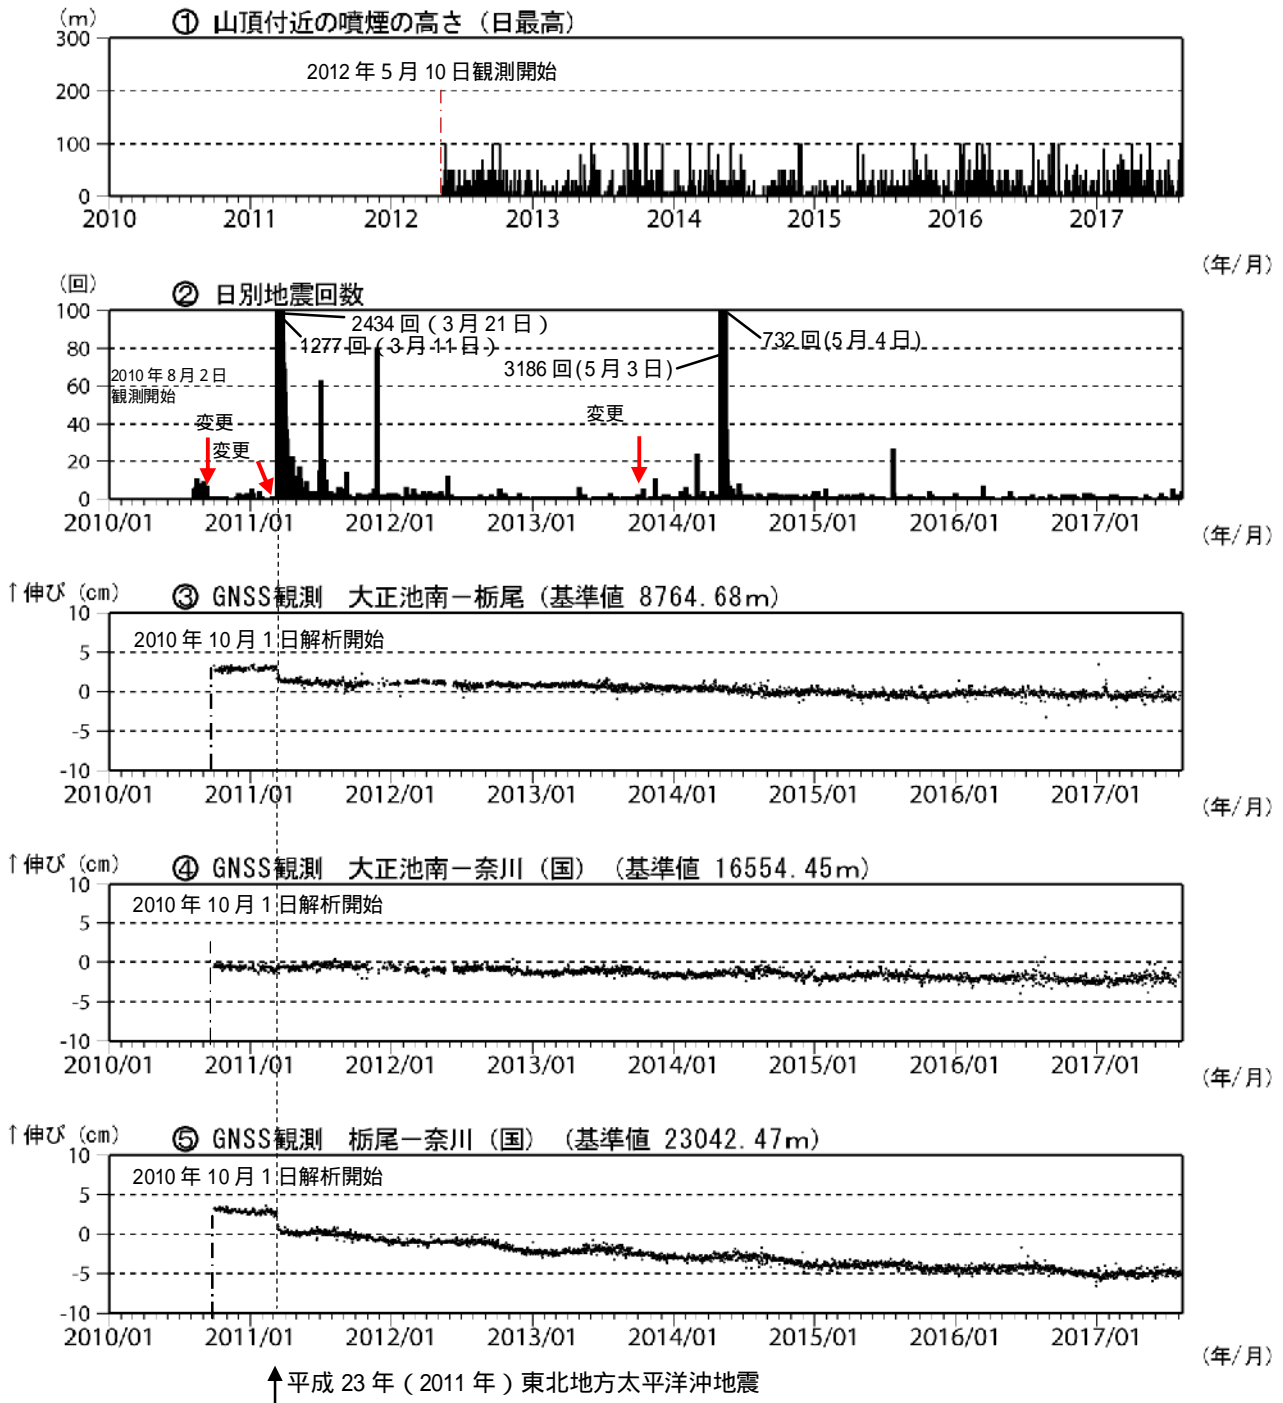 (m) ① 山頂付近の噴煙の高さ (日最高)
300
2012 年 5 月 10 日観測開始
200
100
0
2010 2011 2012 2013 2014 2015 2016 2017
(年/月)
(回) ② 日別地震回数
100
2434 回 ( 3 月 21 日 )
1277 回 ( 3 月 11 日 )
732 回 (5 月 4 日)
3186 回 (5 月 3 日)
80
2010 年 8 月 2 日
観測開始
60
変更
変更
変更
40
20
0
2010/01 2011/01 2012/01 2013/01 2014/01 2015/01 2016/01 2017/01
(年/月)
↑伸び (cm) ③ GNSS観測 大正池南－栃尾 (基準値 8764.68m)
10
2010 年 10 月 1 日解析開始
5
0
-5
-10
2010/01 2011/01 2012/01 2013/01 2014/01 2015/01 2016/01 2017/01
(年/月)
↑伸び (cm) ④ GNSS観測 大正池南－奈川 (国) (基準値 16554.45m)
10
2010 年 10 月 1 日解析開始
5
0
-5
-10
2010/01 2011/01 2012/01 2013/01 2014/01 2015/01 2016/01 2017/01
(年/月)
↑伸び (cm) ⑤ GNSS観測 栃尾－奈川 (国) (基準値 23042.47m)
10
2010 年 10 月 1 日解析開始
5
0
-5
-10
2010/01 2011/01 2012/01 2013/01 2014/01 2015/01 2016/01 2017/01
(年/月)
↑平成 23 年 ( 2011 年 ) 東北地方太平洋沖地震